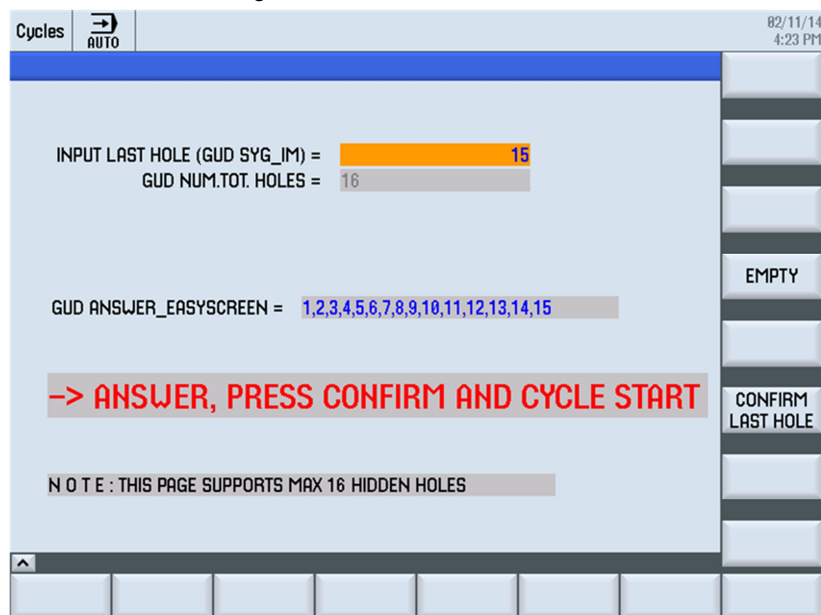 Cycles
AUTO
02/11/14
4:23 PM
INPUT LAST HOLE (GUD SYG_IM) = 15
GUD NUM.TOT. HOLES = 16
EMPTY
GUD ANSWER_EASYSCREEN = 1,2,3,4,5,6,7,8,9,10,11,12,13,14,15
-> ANSWER, PRESS CONFIRM AND CYCLE START
CONFIRM
LAST HOLE
N O T E : THIS PAGE SUPPORTS MAX 16 HIDDEN HOLES